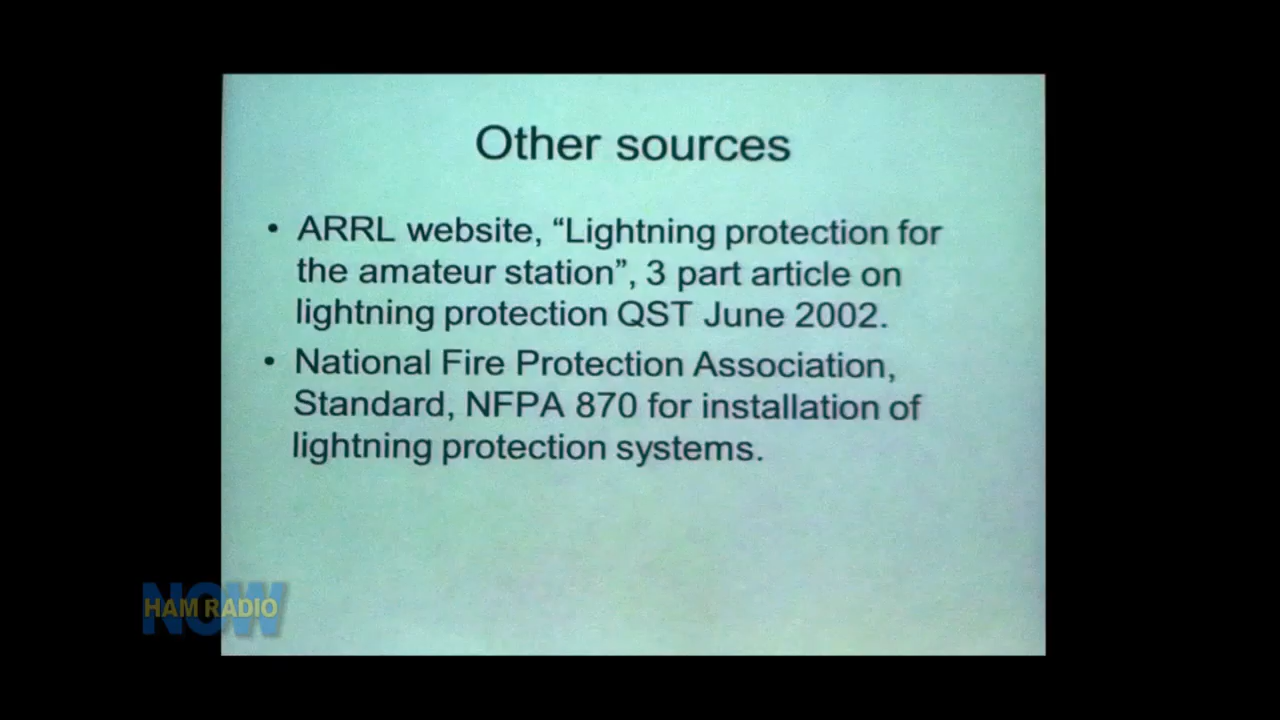 Other sources
• ARRL website, “Lightning protection for
the amateur station”, 3 part article on
lightning protection QST June 2002.
• National Fire Protection Association,
Standard, NFPA 870 for installation of
lightning protection systems.
NOW
HAM RADIO